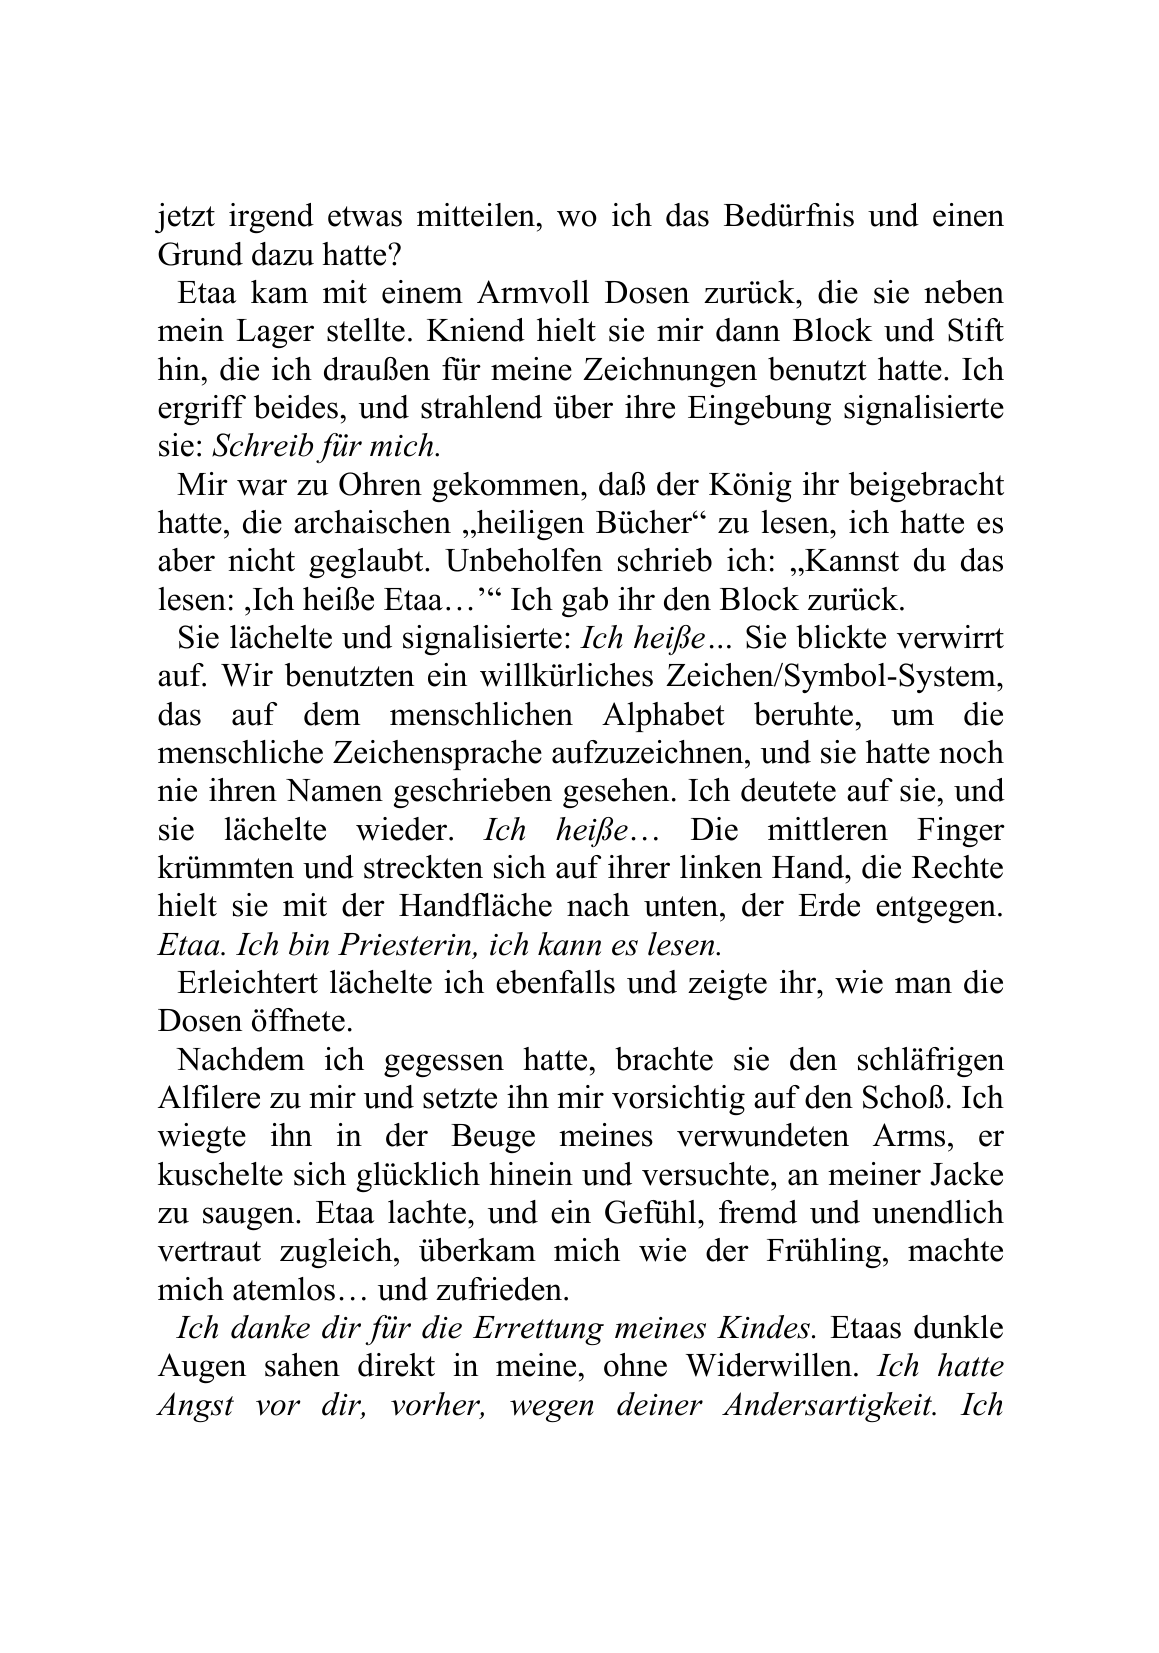 jetzt irgend etwas mitteilen, wo ich das Bedürfnis und einen
Grund dazu hatte?
Etaa kam mit einem Armvoll Dosen zurück, die sie neben
mein Lager stellte. Kniend hielt sie mir dann Block und Stift
hin, die ich draußen für meine Zeichnungen benutzt hatte. Ich
ergriff beides, und strahlend über ihre Eingebung signalisierte
sie: Schreib für mich.
Mir war zu Ohren gekommen, daß der König ihr beigebracht
hatte, die archaischen „heiligen Bücher“ zu lesen, ich hatte es
aber nicht geglaubt. Unbeholfen schrieb ich: „Kannst du das
lesen: ‚Ich heiße Etaa…’“ Ich gab ihr den Block zurück.
Sie lächelte und signalisierte: Ich heiße… Sie blickte verwirrt
auf. Wir benutzten ein willkürliches Zeichen/Symbol-System,
das auf dem menschlichen Alphabet beruhte, um die
menschliche Zeichensprache aufzuzeichnen, und sie hatte noch
nie ihren Namen geschrieben gesehen. Ich deutete auf sie, und
sie lächelte wieder. Ich heiße… Die mittleren Finger
krümmten und streckten sich auf ihrer linken Hand, die Rechte
hielt sie mit der Handfläche nach unten, der Erde entgegen.
Etaa. Ich bin Priesterin, ich kann es lesen.
Erleichtert lächelte ich ebenfalls und zeigte ihr, wie man die
Dosen öffnete.
Nachdem ich gegessen hatte, brachte sie den schläfrigen
Alfilere zu mir und setzte ihn mir vorsichtig auf den Schoß. Ich
wiegte ihn in der Beuge meines verwundeten Arms, er
kuschelte sich glücklich hinein und versuchte, an meiner Jacke
zu saugen. Etaa lachte, und ein Gefühl, fremd und unendlich
vertraut zugleich, überkam mich wie der Frühling, machte
mich atemlos… und zufrieden.
Ich danke dir für die Errettung meines Kindes. Etaas dunkle
Augen sahen direkt in meine, ohne Widerwillen. Ich hatte
Angst vor dir, vorher, wegen deiner Andersartigkeit. Ich